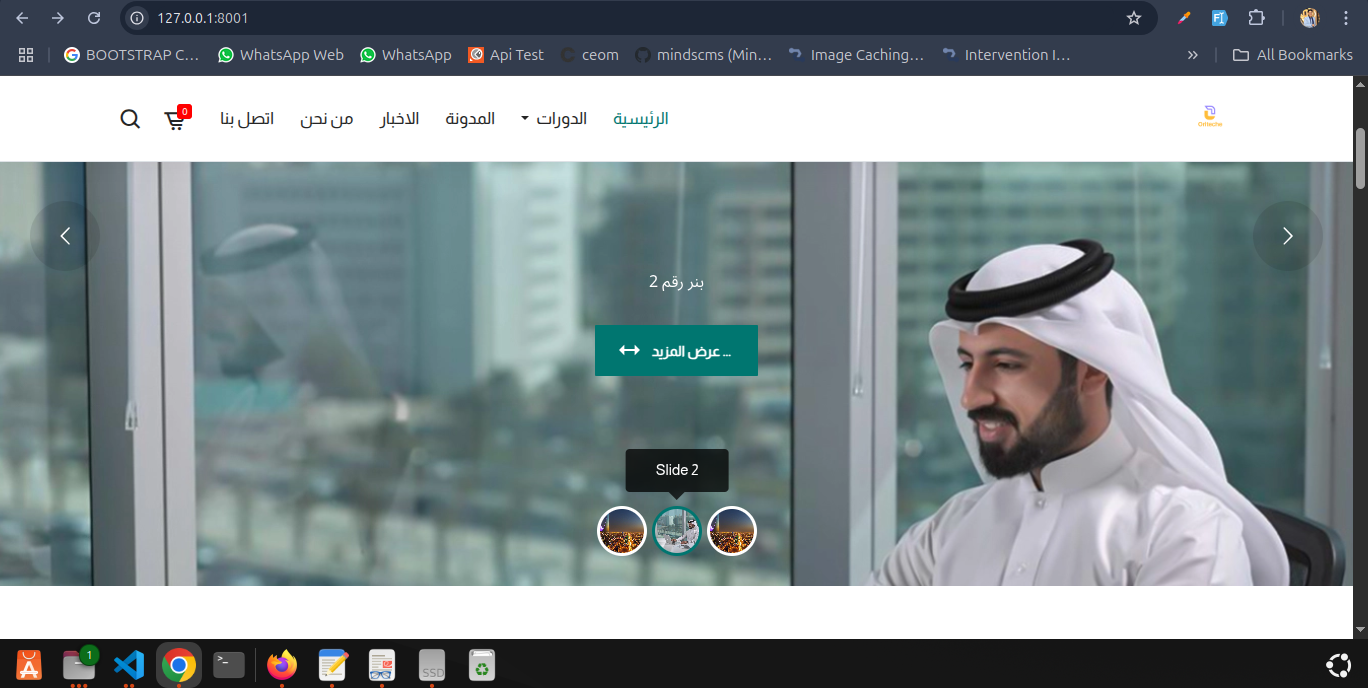 127.0.0.1:8001
BOOTSTRAP C...
WhatsApp Web
WhatsApp
Api Test
ceom
mindscms (Min...
Image Caching...
Intervention I...
»
All Bookmarks
الرئيسية
الدورات
المدونة
الاخبار
من نحن
اتصل بنا
0
بنر رقم 2
عرض المزيد ...
Slide 2
1
SSD